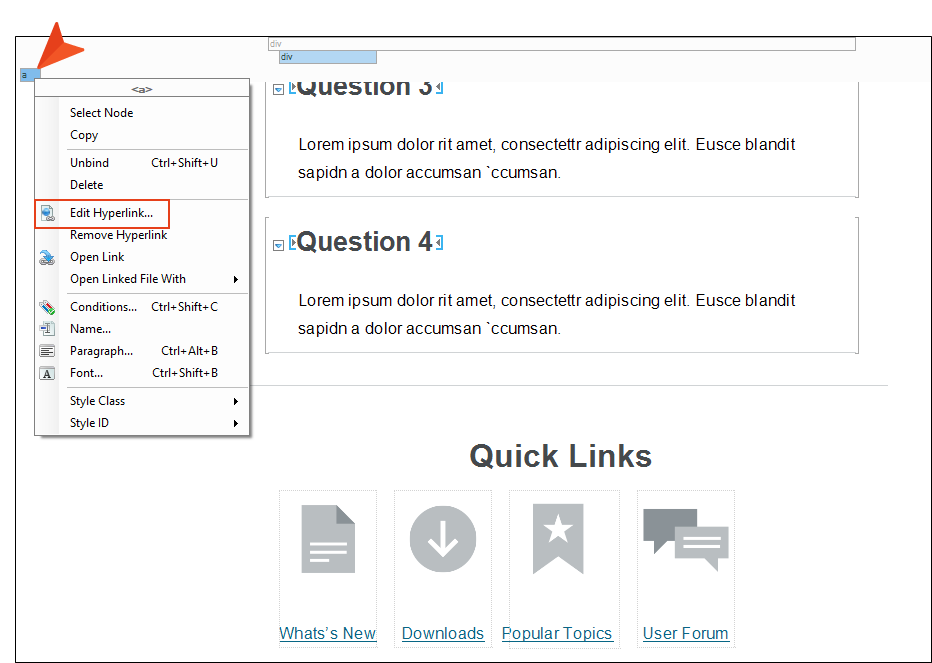 div
div
a
<a>
Select Node
Copy
Unbind Ctrl+Shift+U
Delete
Edit Hyperlink...
Remove Hyperlink
Open Link
Open Linked File With
Conditions... Ctrl+Shift+C
Name...
Paragraph... Ctrl+Alt+B
Font... Ctrl+Shift+B
Style Class
Style ID
Question 3
Lorem ipsum dolor rit amet, consectettr adipiscing elit. Eusce blandit
sapidn a dolor accumsan `ccumsan.
Question 4
Lorem ipsum dolor rit amet, consectettr adipiscing elit. Eusce blandit
sapidn a dolor accumsan `ccumsan.
Quick Links
Whats's New Downloads Popular Topics User Forum